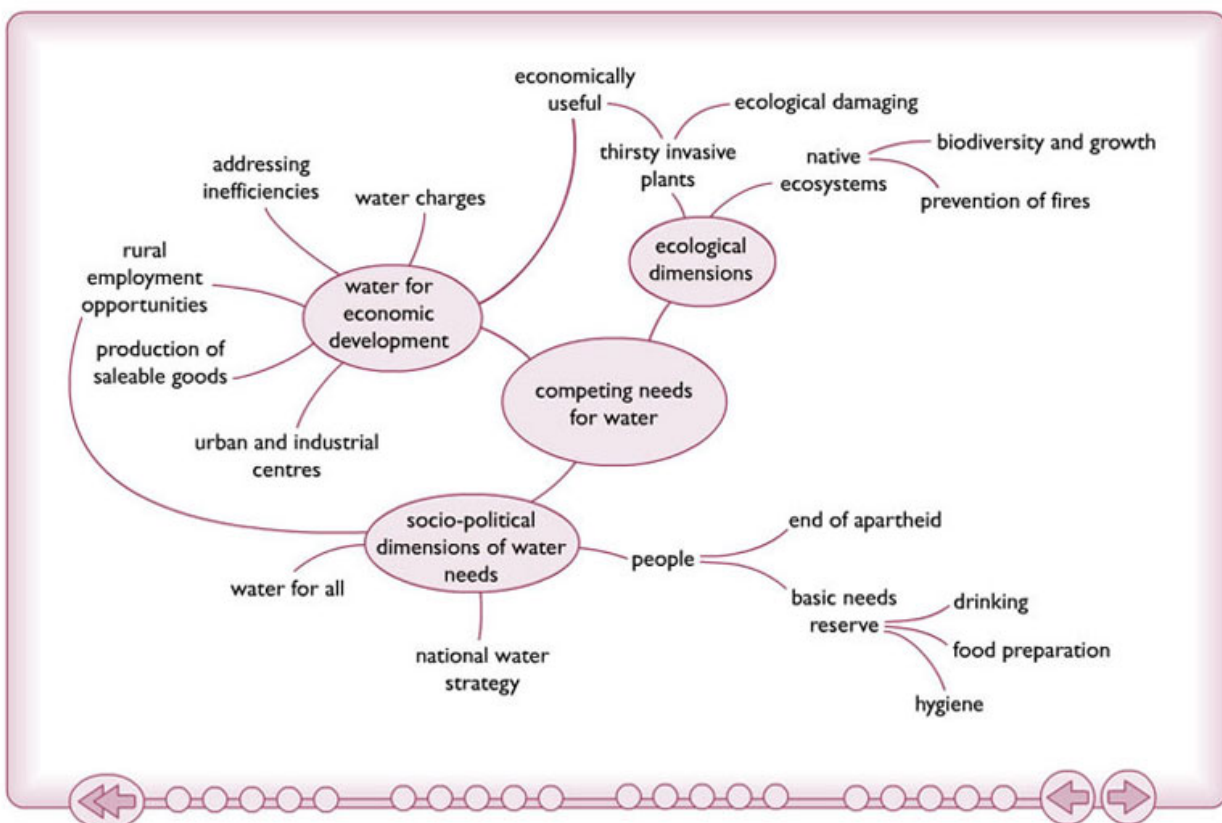 economically
useful
ecological damaging
thirsty invasive
plants
native
ecosystems
biodiversity and growth
prevention of fires
addressing
inefficiencies
water charges
ecological
dimensions
rural
employment
opportunities
water for
economic
development
production of
saleable goods
competing needs
for water
urban and industrial
centres
socio-political
dimensions of water
needs
water for all
national water
strategy
people
end of apartheid
basic needs
reserve
drinking
food preparation
hygiene